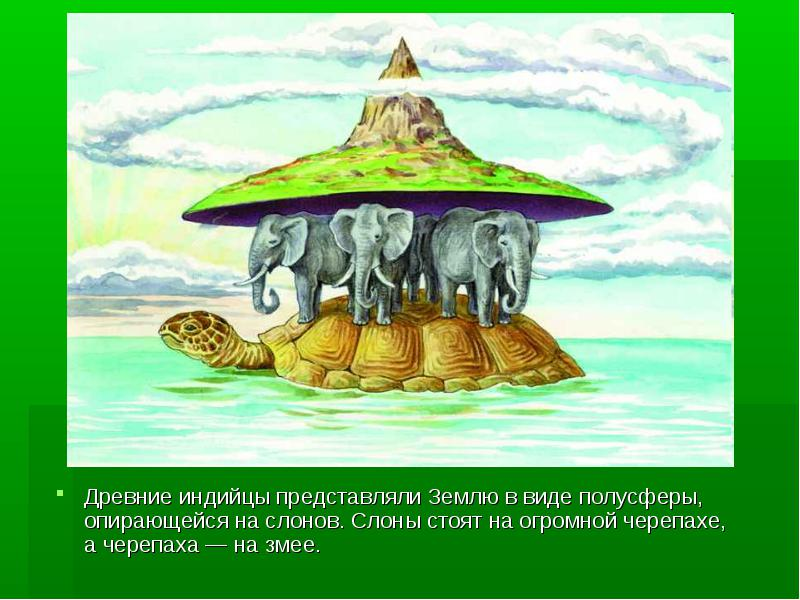 Древние индийцы представляли Землю в виде полусферы,
опирающейся на слонов. Слоны стоят на огромной черепахе,
а черепаха — на змее.